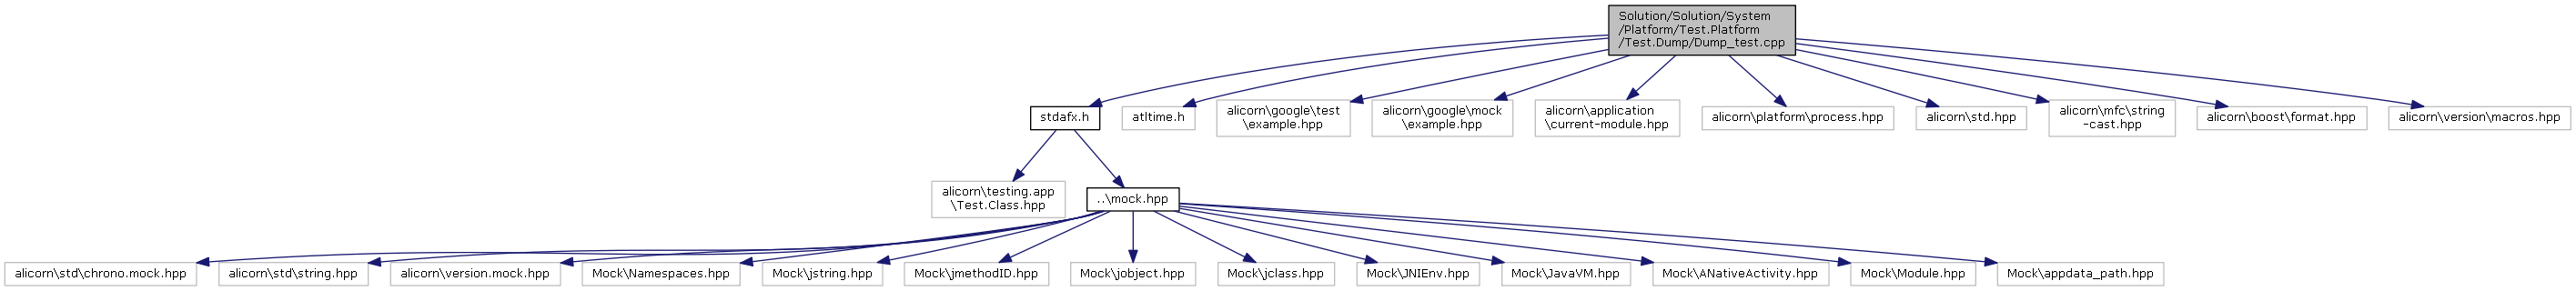 Solution/Solution/System
/Platform/Test.Platform
/Test.Dump/Dump_test.cpp
stdafx.h
atltime.h
alicorn\google\test
\example.hpp
alicorn\google\mock
\example.hpp
alicorn\application
\current-module.hpp
alicorn\platform\process.hpp
alicorn\std.hpp
alicorn\mfc\string
-cast.hpp
alicorn\boost\format.hpp
alicorn\version\macros.hpp
alicorn\testing.app
\Test.Class.hpp
..\mock.hpp
alicorn\std\chrono.mock.hpp
alicorn\std\string.hpp
alicorn\version.mock.hpp
Mock\Namespaces.hpp
Mock\jstring.hpp
Mock\jmethodID.hpp
Mock\jobject.hpp
Mock\jclass.hpp
Mock\JNIEnv.hpp
Mock\JavaVM.hpp
Mock\ANativeActivity.hpp
Mock\Module.hpp
Mock\appdata_path.hpp